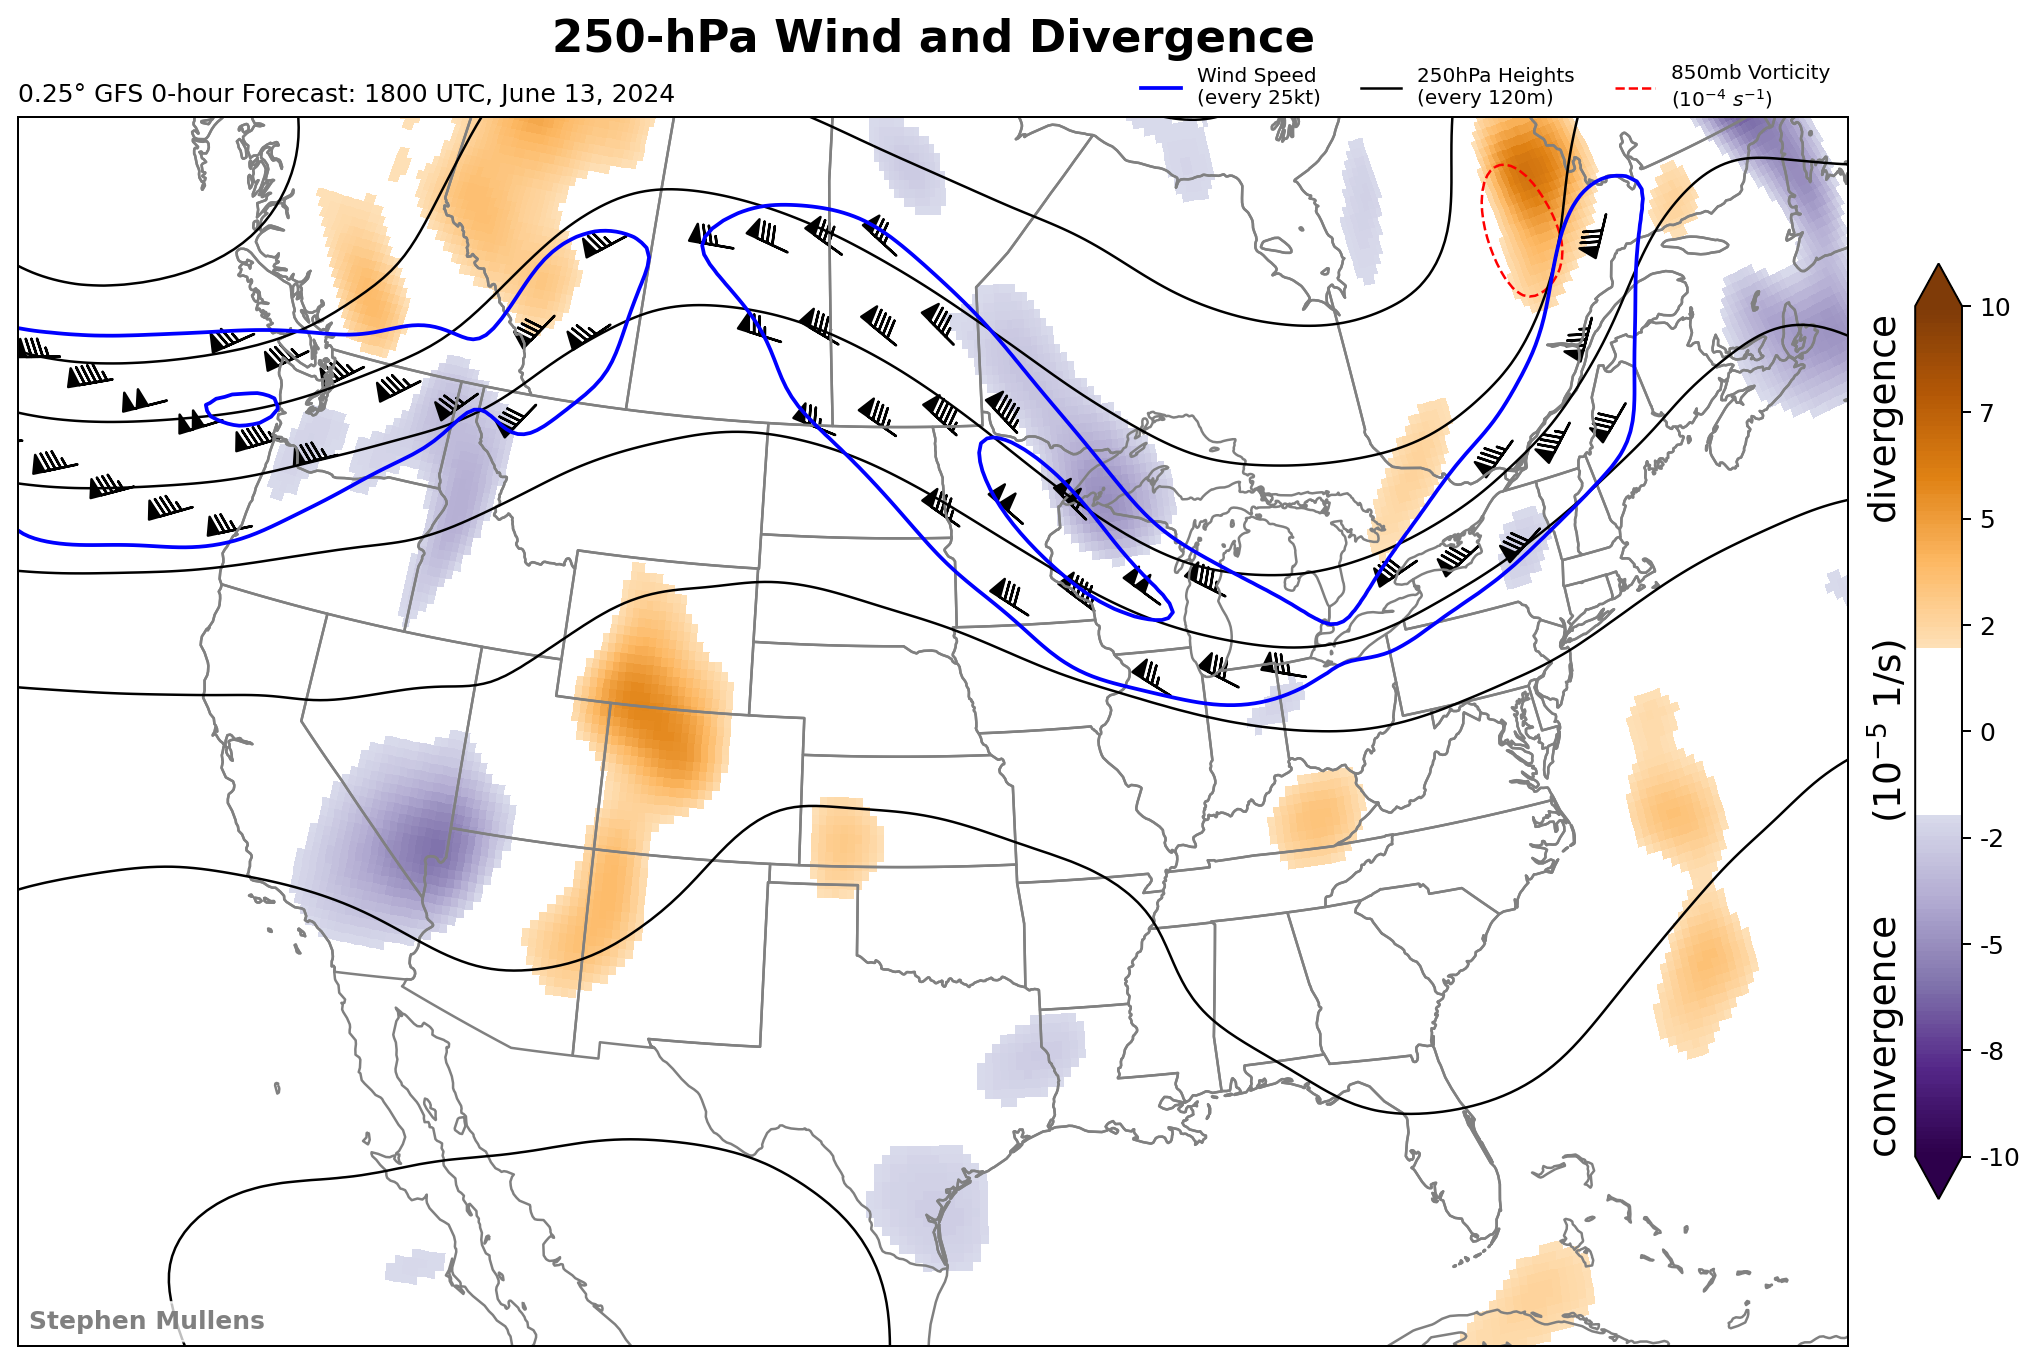 250-hPa Wind and Divergence
0.25° GFS 0-hour Forecast: 1800 UTC, June 13, 2024
Wind Speed
(every 25kt)
250hPa Heights
(every 120m)
850mb Vorticity
(10⁻⁴ s⁻¹)
10
7
5
2
0
-2
-5
-8
-10
convergence (10⁻⁵ 1/s) divergence
Stephen Mullens